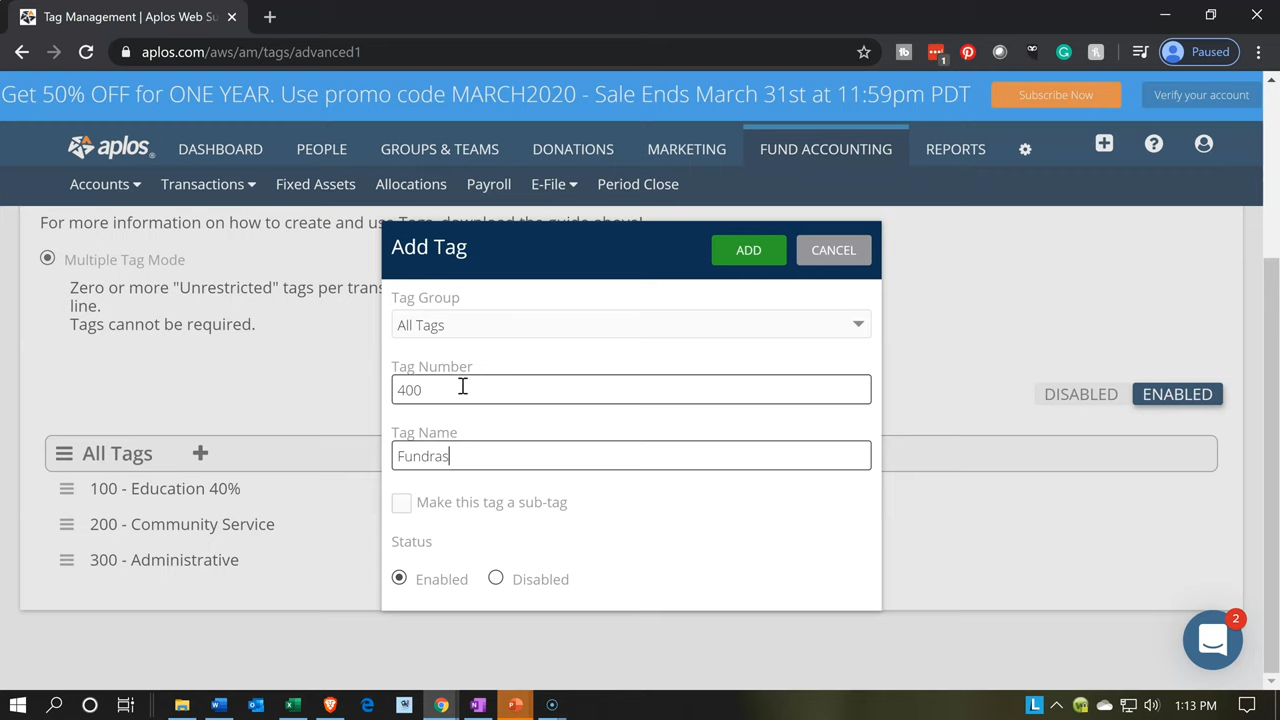 Tag Management | Aplos Web Su
aplos.com/aws/am/tags/advanced1
Paused
Get 50% OFF for ONE YEAR. Use promo code MARCH2020 - Sale Ends March 31st at 11:59pm PDT
Subscribe Now
Verify your account
aplos
DASHBOARD
PEOPLE
GROUPS & TEAMS
DONATIONS
MARKETING
FUND ACCOUNTING
REPORTS
Accounts
Transactions
Fixed Assets
Allocations
Payroll
E-File
Period Close
For more information on how to create and use Tags, download the guide above!
Multiple Tag Mode
Zero or more "Unrestricted" tags per trans
line.
Tags cannot be required.
DISABLED
ENABLED
All Tags
100 - Education 40%
200 - Community Service
300 - Administrative
Add Tag
ADD
CANCEL
Tag Group
All Tags
Tag Number
400
Tag Name
Fundras
Make this tag a sub-tag
Status
Enabled
Disabled
2
1:13 PM